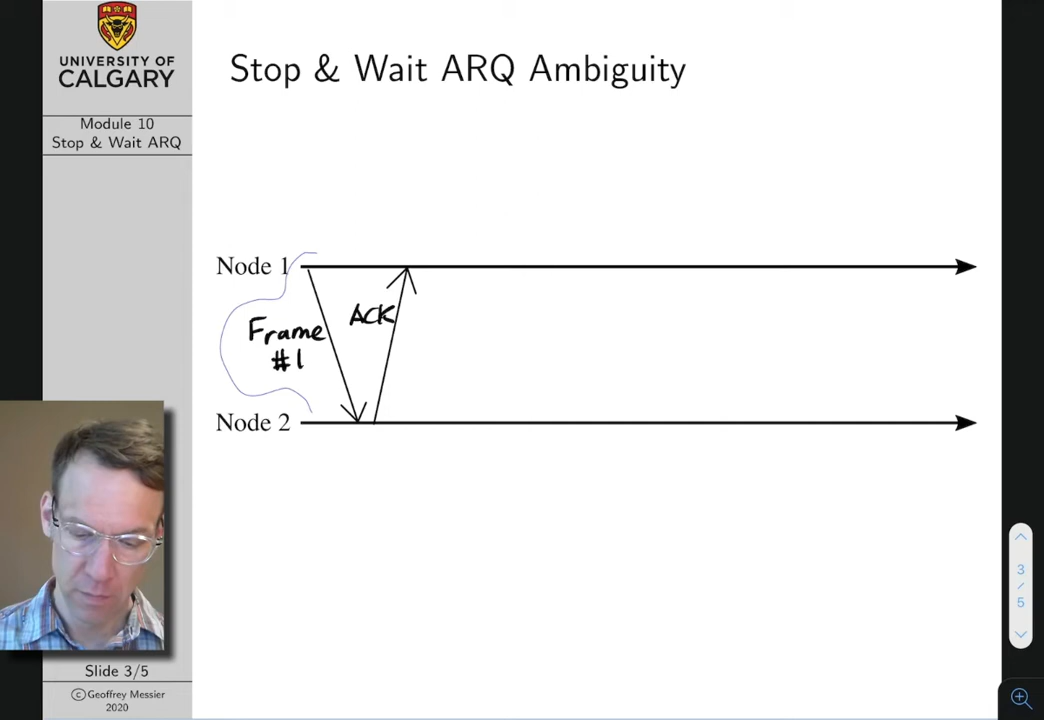 UNIVERSITY OF
CALGARY
Module 10
Stop & Wait ARQ
Stop & Wait ARQ Ambiguity
Node 1
Frame
#1
ACK
Node 2
3
/
5
Slide 3/5
©Geoffrey Messier
2020